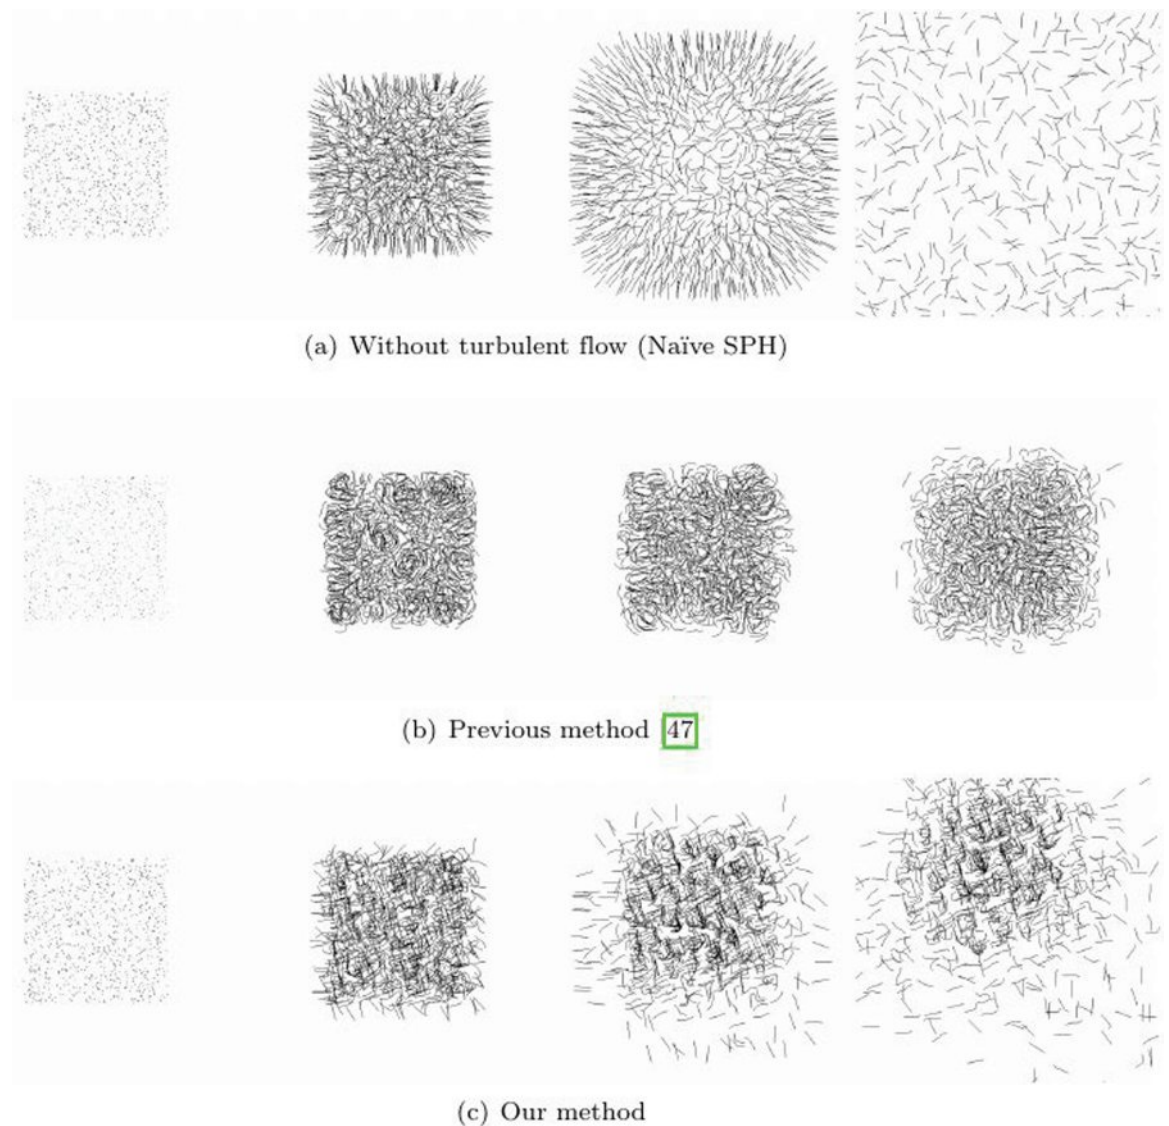 (a) Without turbulent flow (Naïve SPH)
(b) Previous method 47
(c) Our method